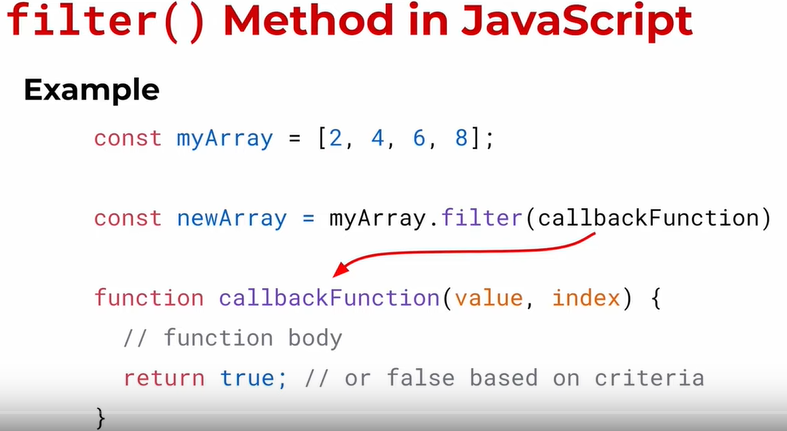 filter() Method in JavaScript
Example
const myArray = [2, 4, 6, 8];
const newArray = myArray.filter(callbackFunction)
function callbackFunction(value, index) {
// function body
return true; // or false based on criteria
}